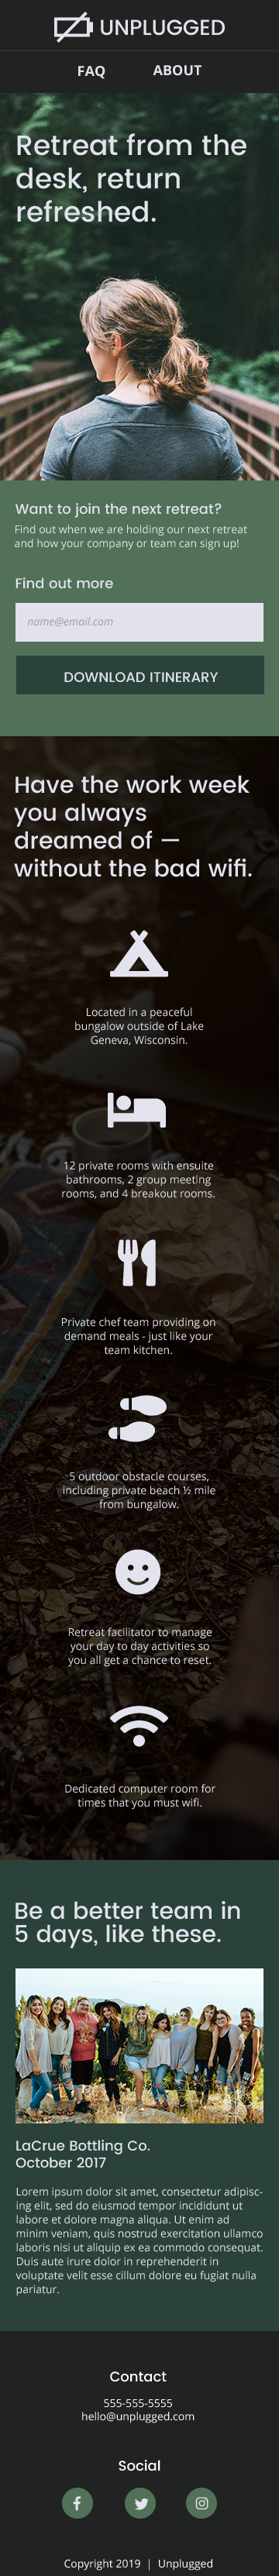 UNPLUGGED
FAQ ABOUT
Retreat from the
desk, return
refreshed.
Want to join the next retreat?
Find out when we are holding our next retreat
and how your company or team can sign up!
Find out more
name@email.com
DOWNLOAD ITINERARY
Have the work week
you always
dreamed of —
without the bad wifi.
Located in a peaceful
bungalow outside of Lake
Geneva, Wisconsin.
12 private rooms with ensuite
bathrooms, 2 group meeting
rooms, and 4 breakout rooms.
Private chef team providing on
demand meals - just like your
team kitchen.
5 outdoor obstacle courses,
including private beach ½ mile
from bungalow.
Retreat facilitator to manage
your day to day activities so
you all get a chance to reset.
Dedicated computer room for
times that you must wifi.
Be a better team in
5 days, like these.
LaCrue Bottling Co.
October 2017
Lorem ipsum dolor sit amet, consectetur adipisc-
ing elit, sed do eiusmod tempor incididunt ut
labore et dolore magna aliqua. Ut enim ad
minim veniam, quis nostrud exercitation ullamco
laboris nisi ut aliquip ex ea commodo consequat.
Duis aute irure dolor in reprehenderit in
voluptate velit esse cillum dolore eu fugiat nulla
pariatur.
Contact
555-555-5555
hello@unplugged.com
Social
Copyright 2019 | Unplugged